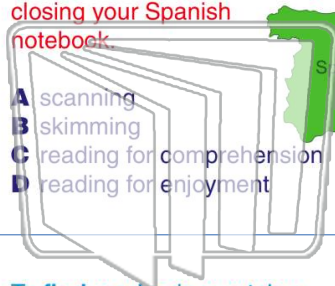 closing your Spanish
notebook.
S
A scanning
B skimming
C reading for comprehension
D reading for enjoyment